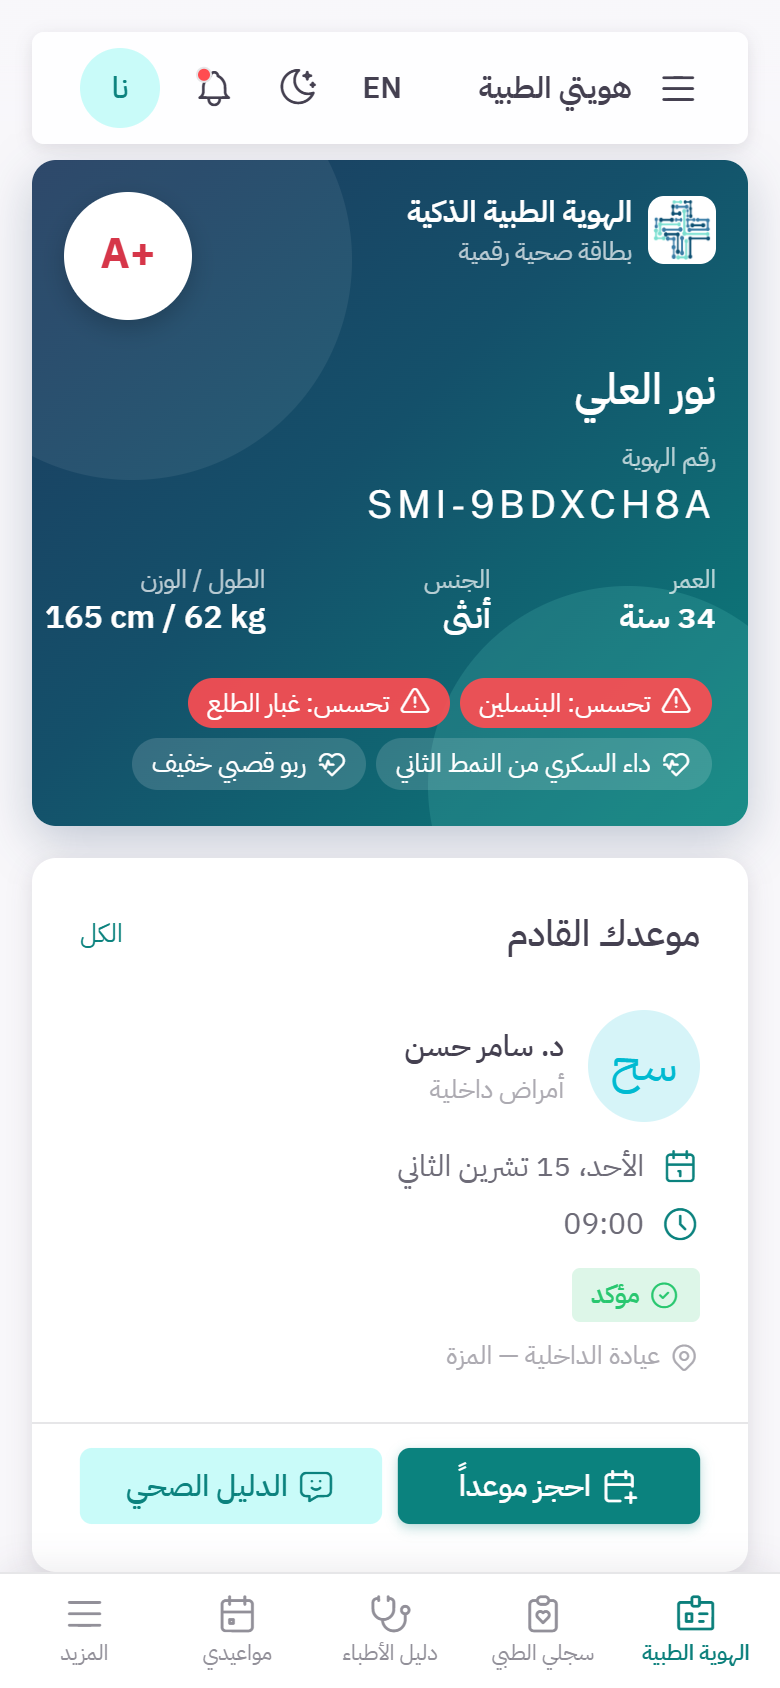 هويتي الطبية
EN
نا
الهوية الطبية الذكية
بطاقة صحية رقمية
A+
نور العلي
رقم الهوية
SMI-9BDXCH8A
العمر
34 سنة
الجنس
أنثى
الطول / الوزن
165 cm / 62 kg
تحسس: البنسلين
تحسس: غبار الطلع
داء السكري من النمط الثاني
ربو قصبي خفيف
موعدك القادم
الكل
سح
د. سامر حسن
أمراض داخلية
الأحد، 15 تشرين الثاني
09:00
مؤكد
عيادة الداخلية — المزة
احجز موعداً
الدليل الصحي
الهوية الطبية
سجلي الطبي
دليل الأطباء
مواعيدي
المزيد